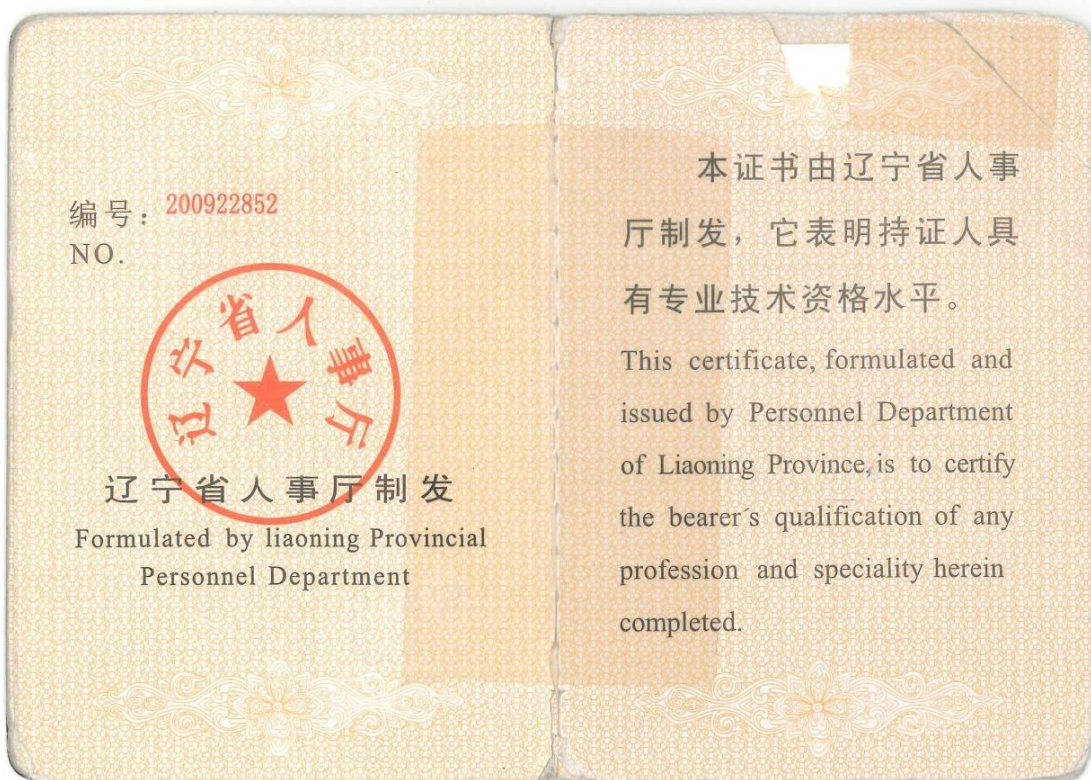 编号：200922852
NO.
辽宁省人事厅
辽宁省人事厅制发
Formulated by liaoning Provincial
Personnel Department
本证书由辽宁省人事
厅制发，它表明持证人具
有专业技术资格水平。
This certificate, formulated and
issued by Personnel Department
of Liaoning Province, is to certify
the bearer´s qualification of any
profession and speciality herein
completed.